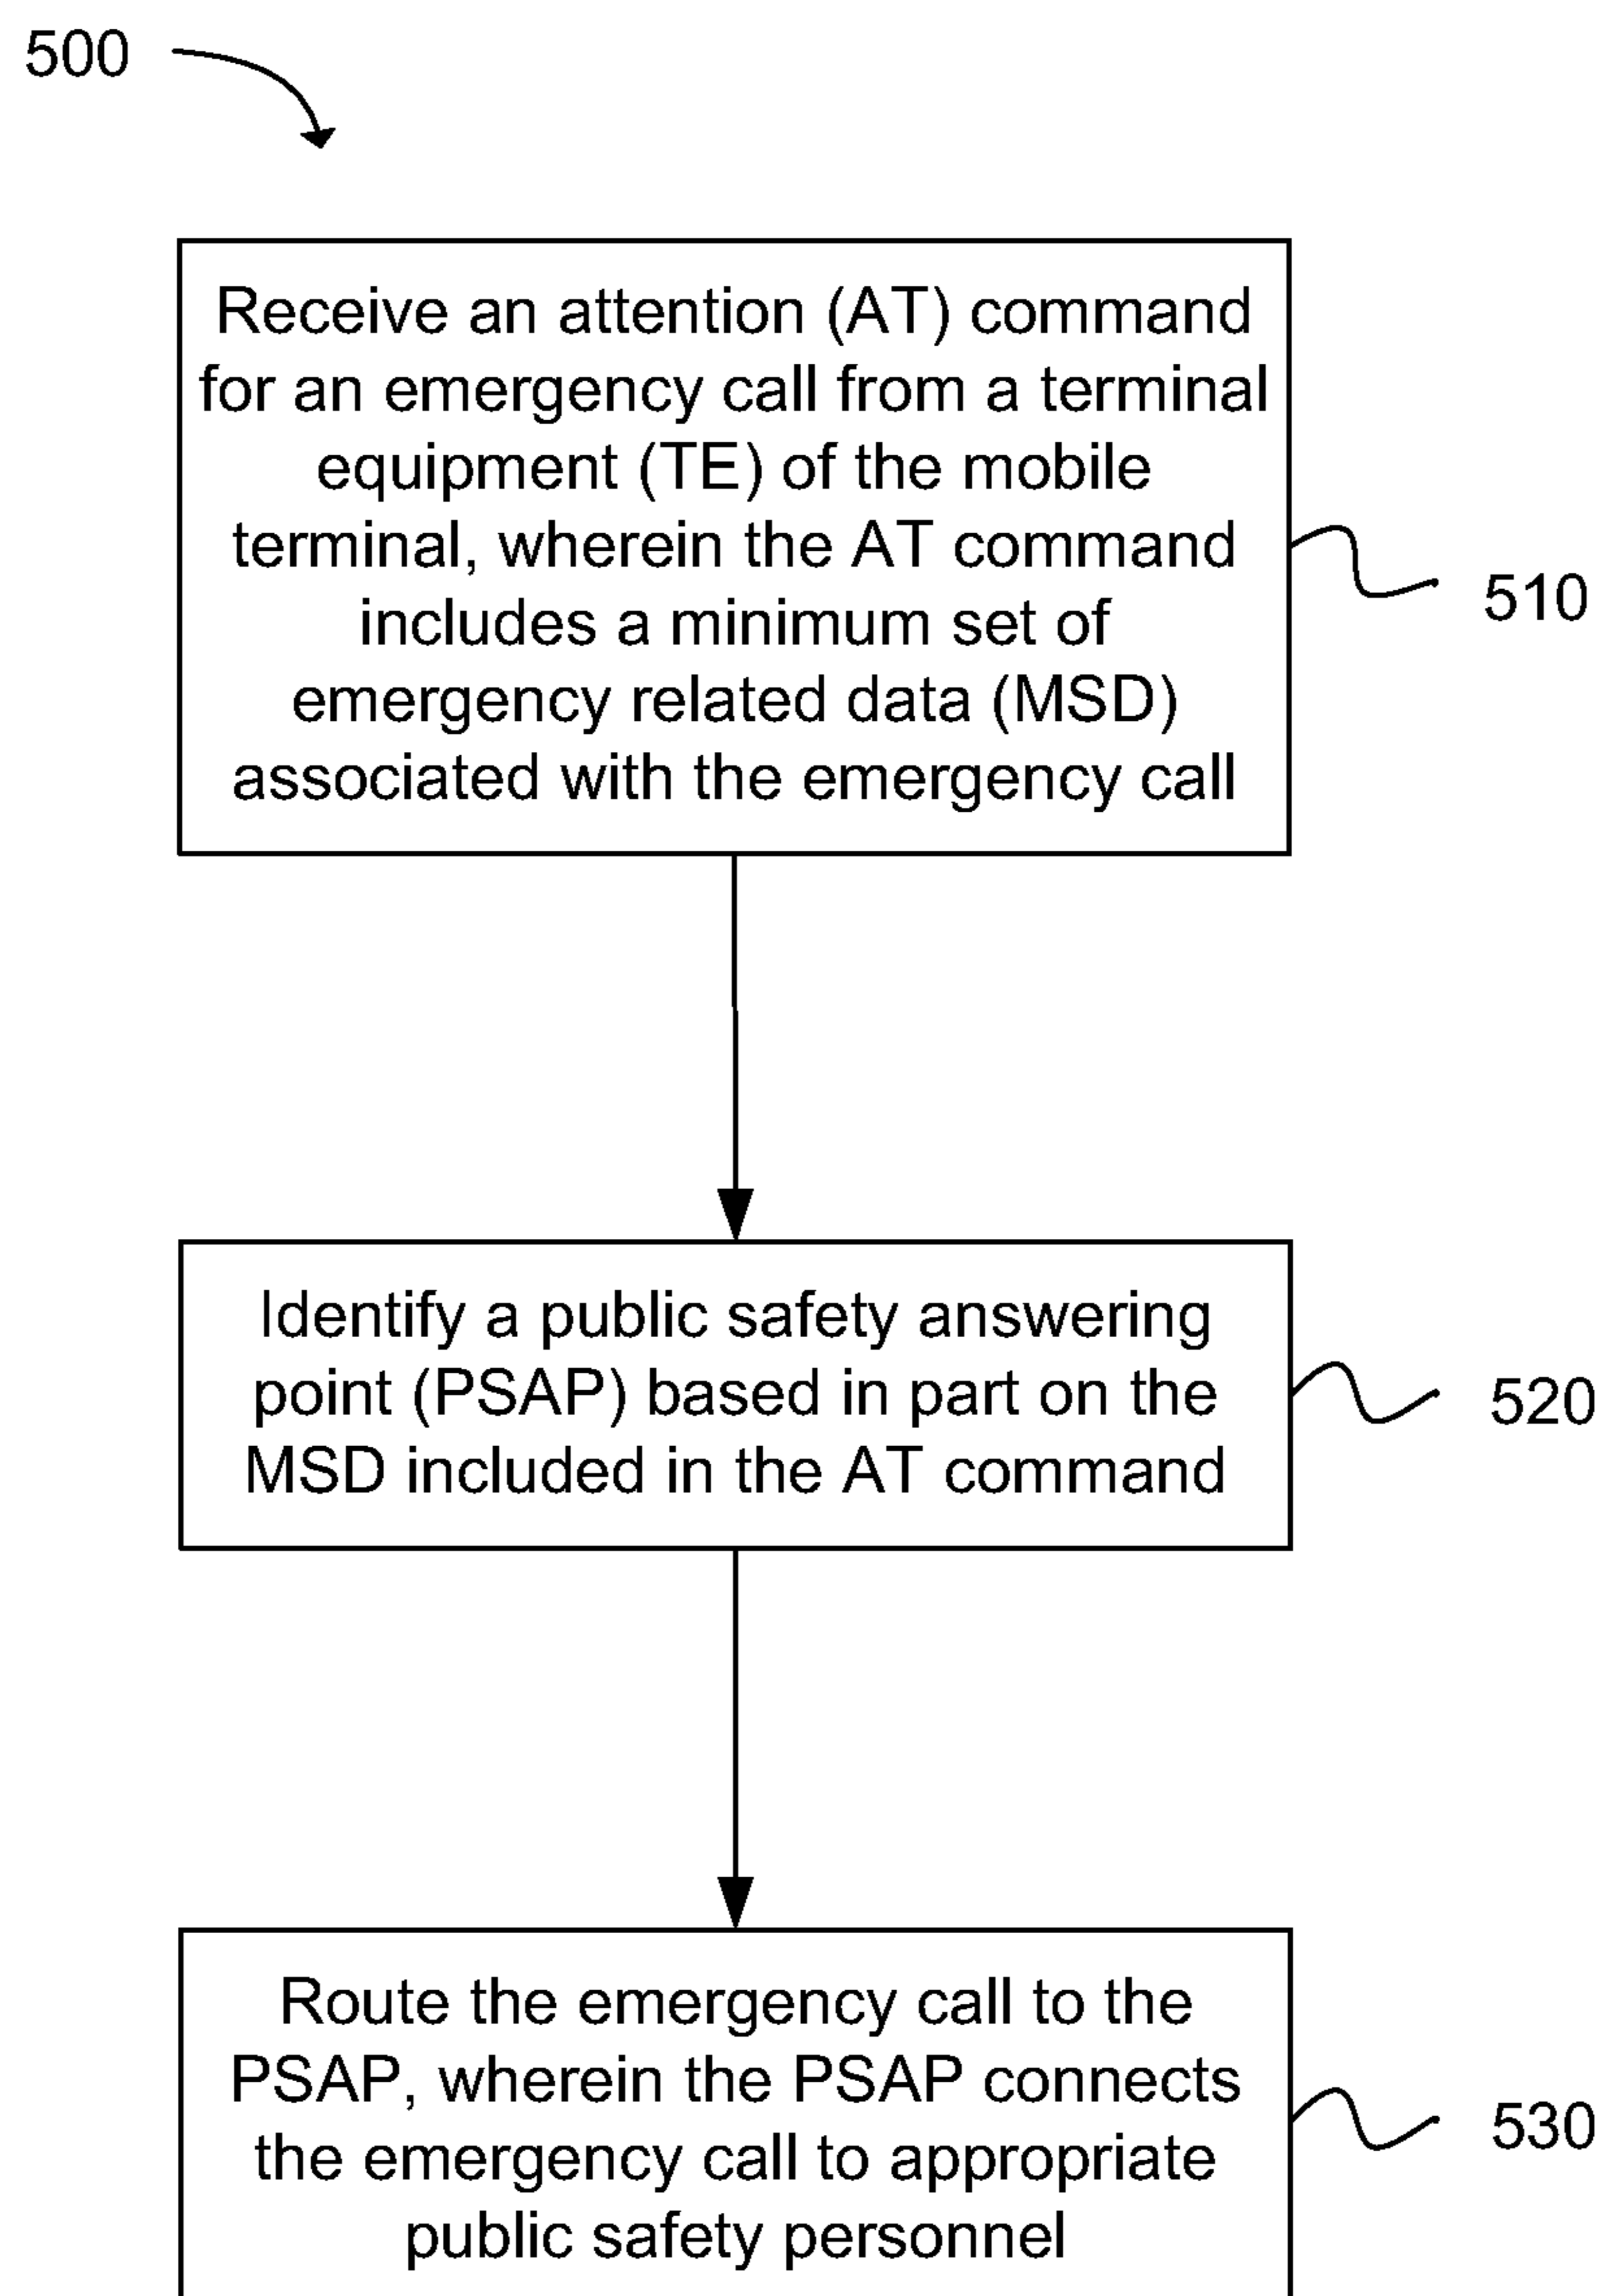 500
Receive an attention (AT) command
for an emergency call from a terminal
equipment (TE) of the mobile
terminal, wherein the AT command
includes a minimum set of
emergency related data (MSD)
associated with the emergency call
510
Identify a public safety answering
point (PSAP) based in part on the
MSD included in the AT command
520
Route the emergency call to the
PSAP, wherein the PSAP connects
the emergency call to appropriate
public safety personnel
530